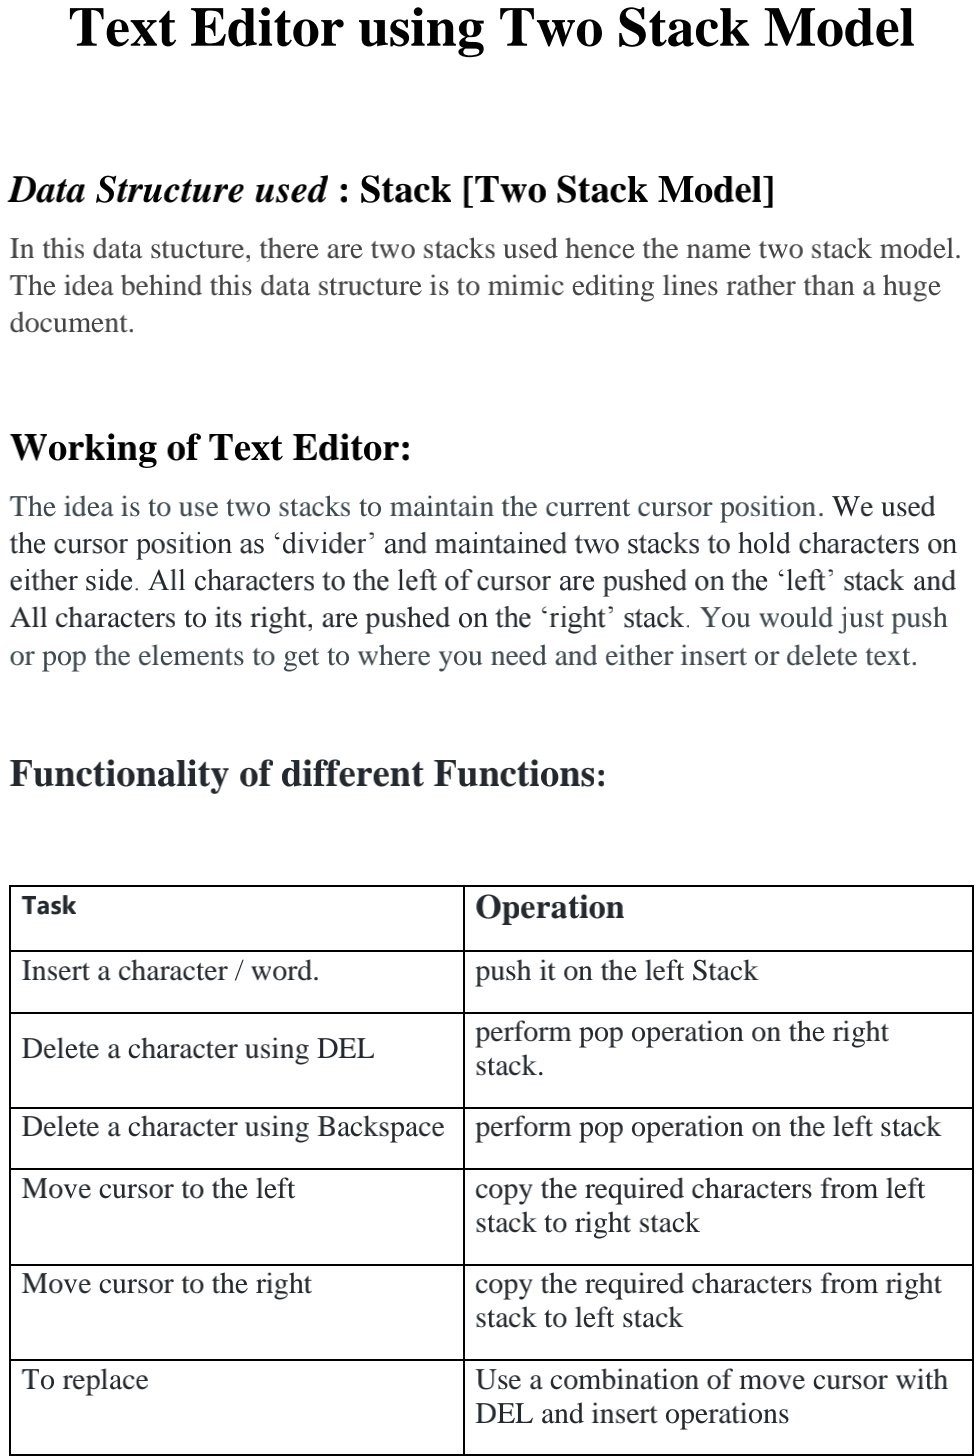 Text Editor using Two Stack Model
Data Structure used : Stack [Two Stack Model]
In this data stucture, there are two stacks used hence the name two stack model.
The idea behind this data structure is to mimic editing lines rather than a huge
document.
Working of Text Editor:
The idea is to use two stacks to maintain the current cursor position. We used
the cursor position as ‘divider’ and maintained two stacks to hold characters on
either side. All characters to the left of cursor are pushed on the ‘left’ stack and
All characters to its right, are pushed on the ‘right’ stack. You would just push
or pop the elements to get to where you need and either insert or delete text.
Functionality of different Functions:
Task
Operation
Insert a character / word.
push it on the left Stack
Delete a character using DEL
perform pop operation on the right
stack.
Delete a character using Backspace
perform pop operation on the left stack
Move cursor to the left
copy the required characters from left
stack to right stack
Move cursor to the right
copy the required characters from right
stack to left stack
To replace
Use a combination of move cursor with
DEL and insert operations